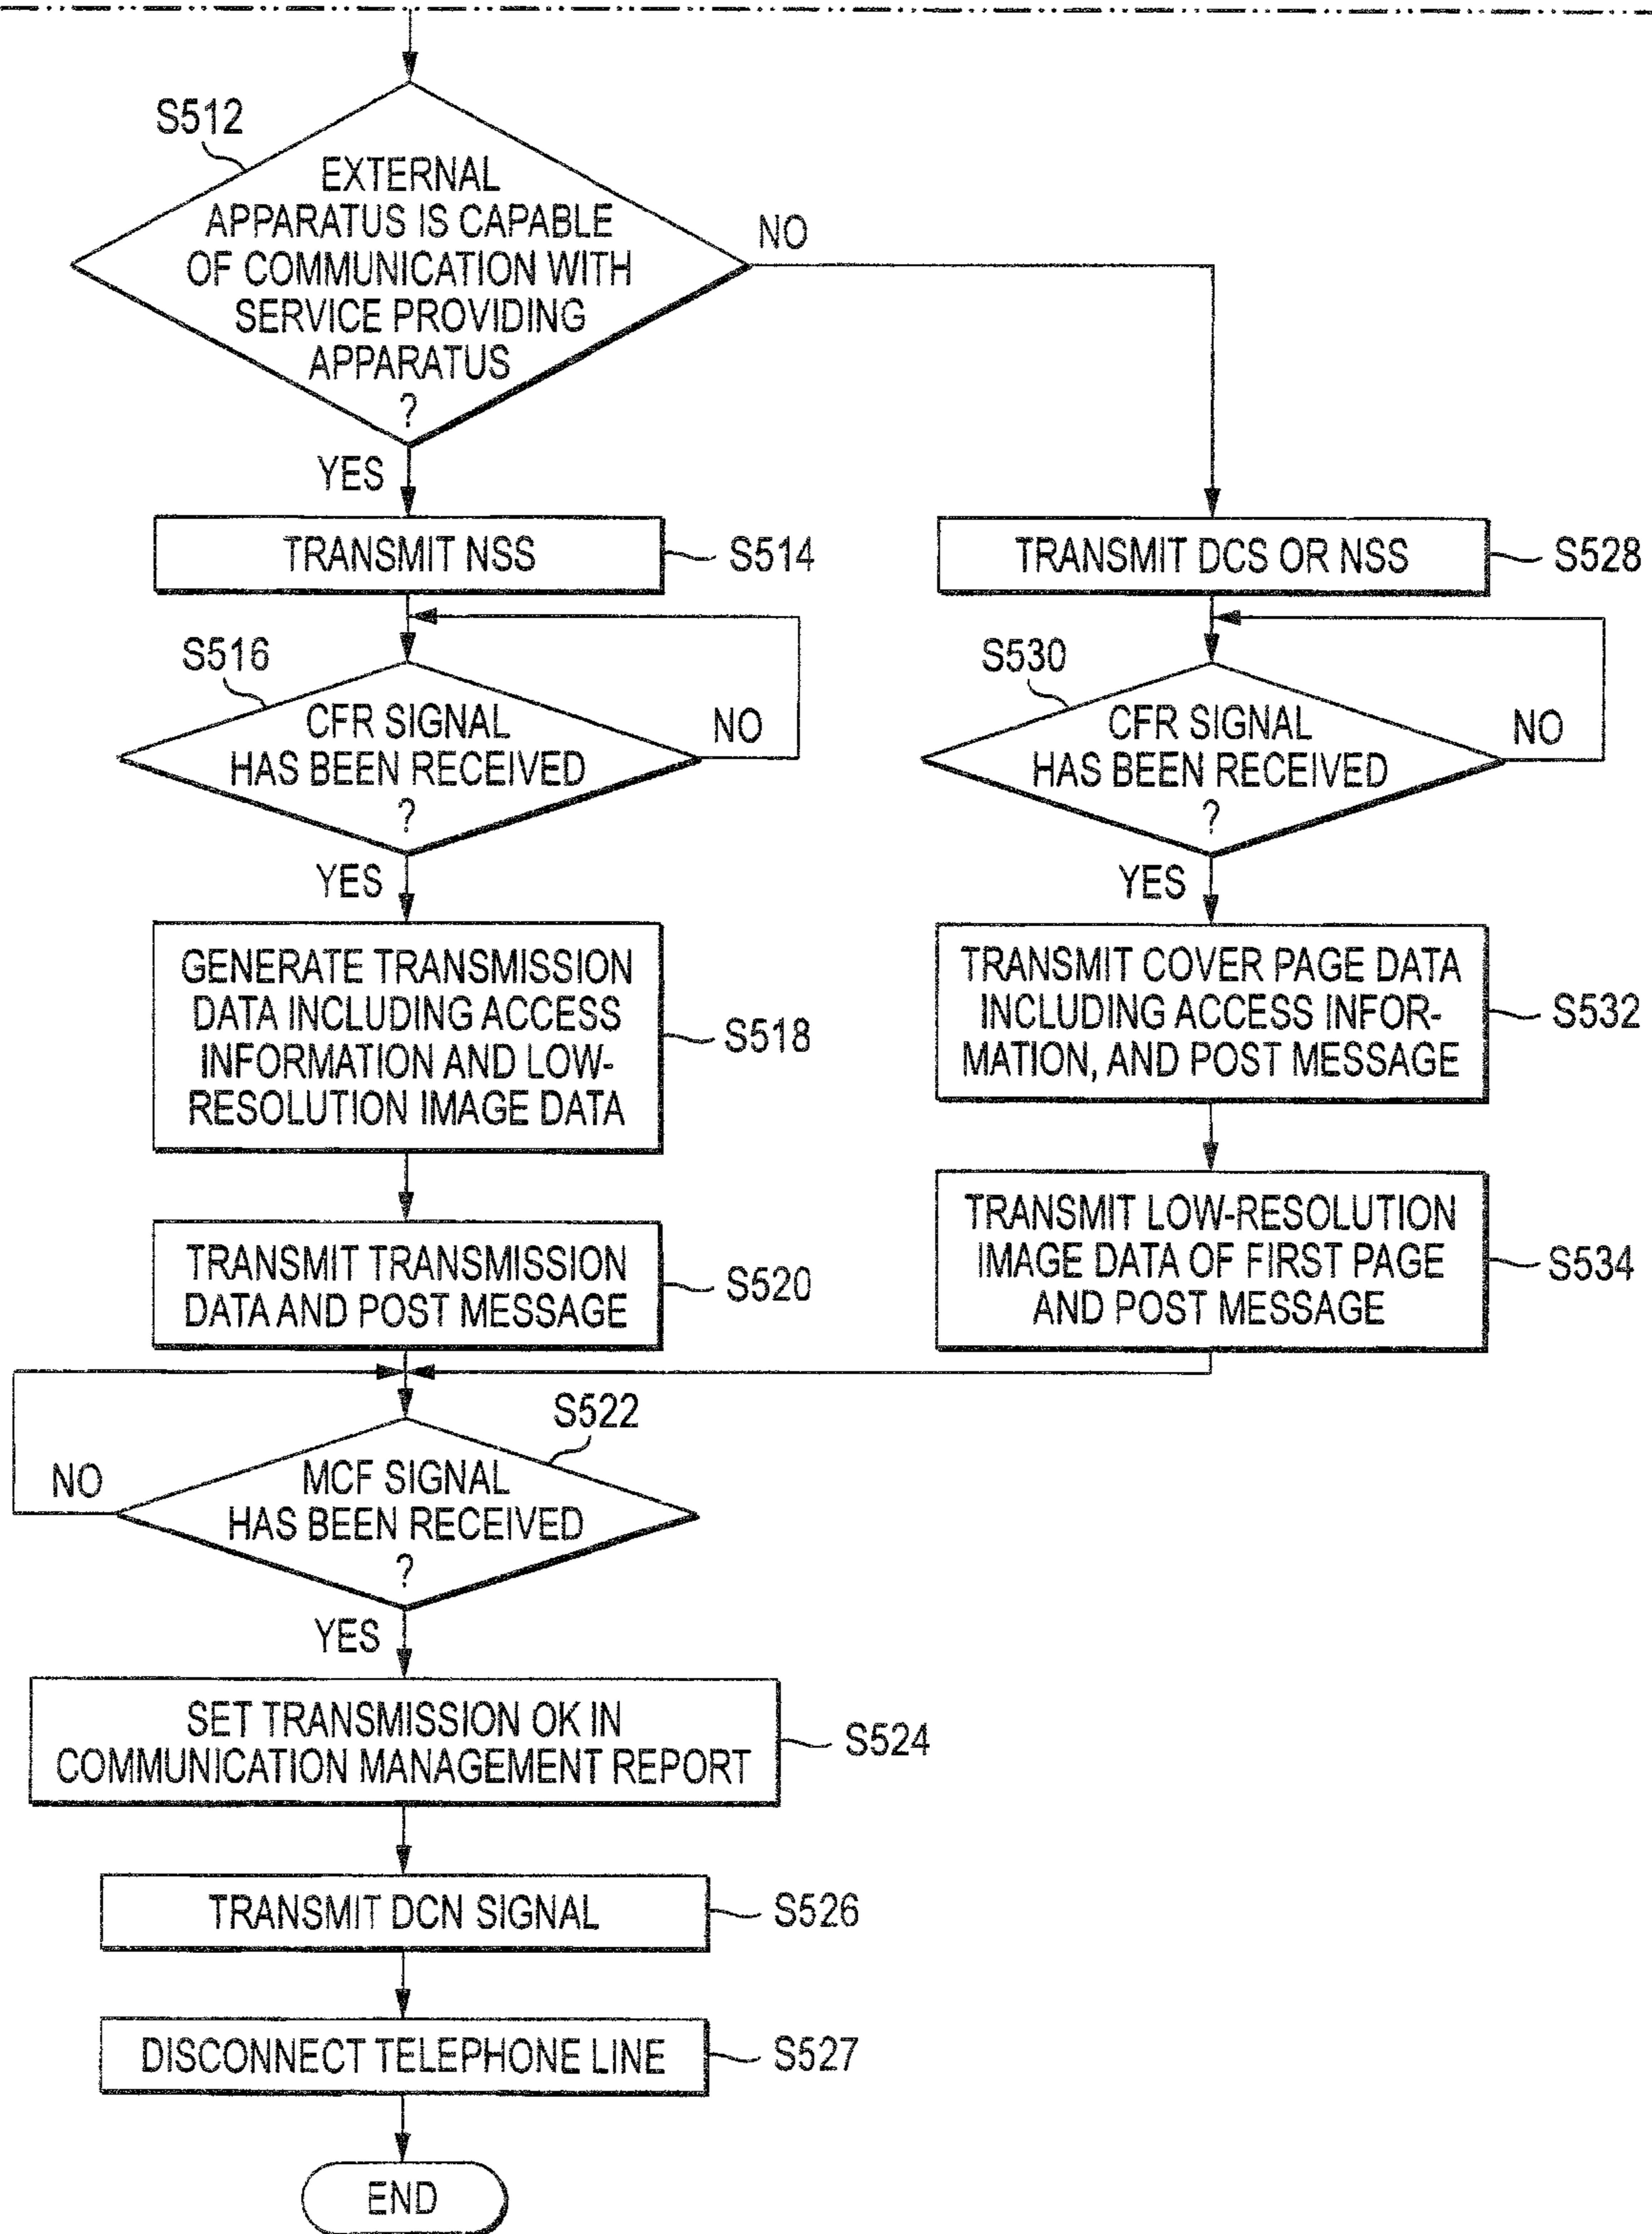 S512
EXTERNAL
APPARATUS IS CAPABLE
OF COMMUNICATION WITH
SERVICE PROVIDING
APPARATUS
?
NO
YES
TRANSMIT NSS
S514
TRANSMIT DCS OR NSS
S528
S516
CFR SIGNAL
HAS BEEN RECEIVED
?
NO
YES
S530
CFR SIGNAL
HAS BEEN RECEIVED
?
NO
YES
GENERATE TRANSMISSION
DATA INCLUDING ACCESS
INFORMATION AND LOW-
RESOLUTION IMAGE DATA
S518
TRANSMIT COVER PAGE DATA
INCLUDING ACCESS INFOR-
MATION, AND POST MESSAGE
S532
TRANSMIT TRANSMISSION
DATA AND POST MESSAGE
S520
TRANSMIT LOW-RESOLUTION
IMAGE DATA OF FIRST PAGE
AND POST MESSAGE
S534
S522
MCF SIGNAL
HAS BEEN RECEIVED
?
NO
YES
SET TRANSMISSION OK IN
COMMUNICATION MANAGEMENT REPORT
S524
TRANSMIT DCN SIGNAL
S526
DISCONNECT TELEPHONE LINE
S527
END